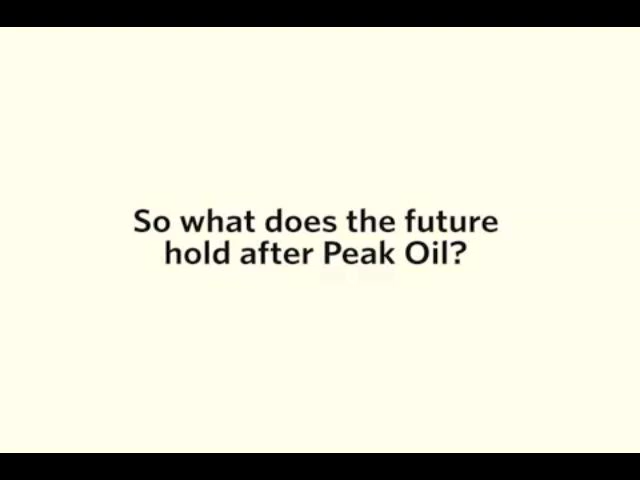 So what does the future
hold after Peak Oil?